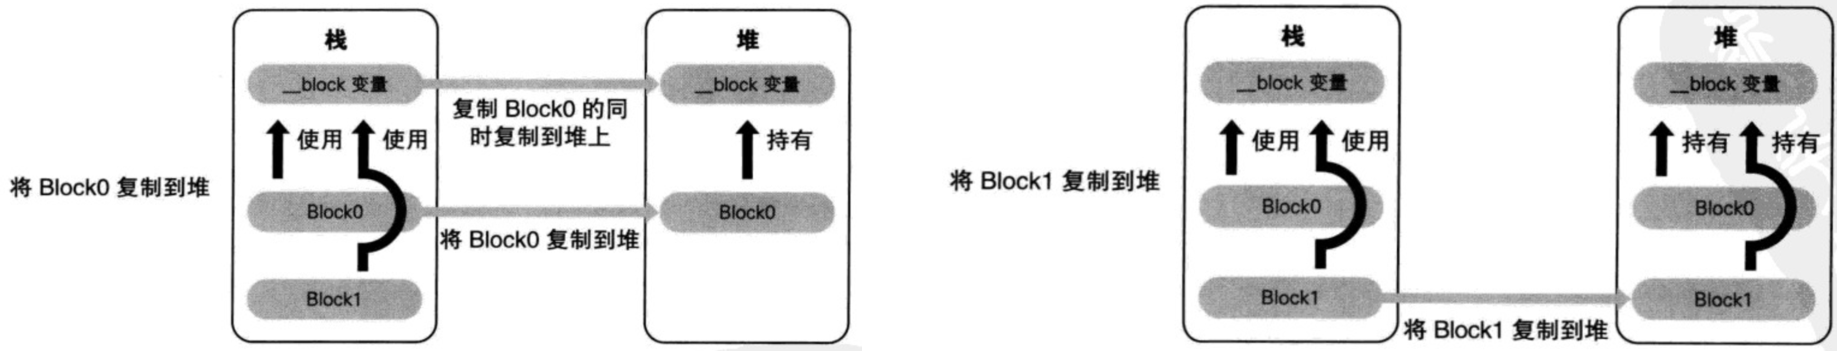 栈
堆
__block 变量
__block 变量
复制 Block0 的同
时复制到堆上
使用
使用
持有
将 Block0 复制到堆
Block0
Block0
将 Block0 复制到堆
Block1
栈
堆
__block 变量
__block 变量
使用
使用
持有
持有
将 Block1 复制到堆
Block0
Block0
Block1
Block1
将 Block1 复制到堆